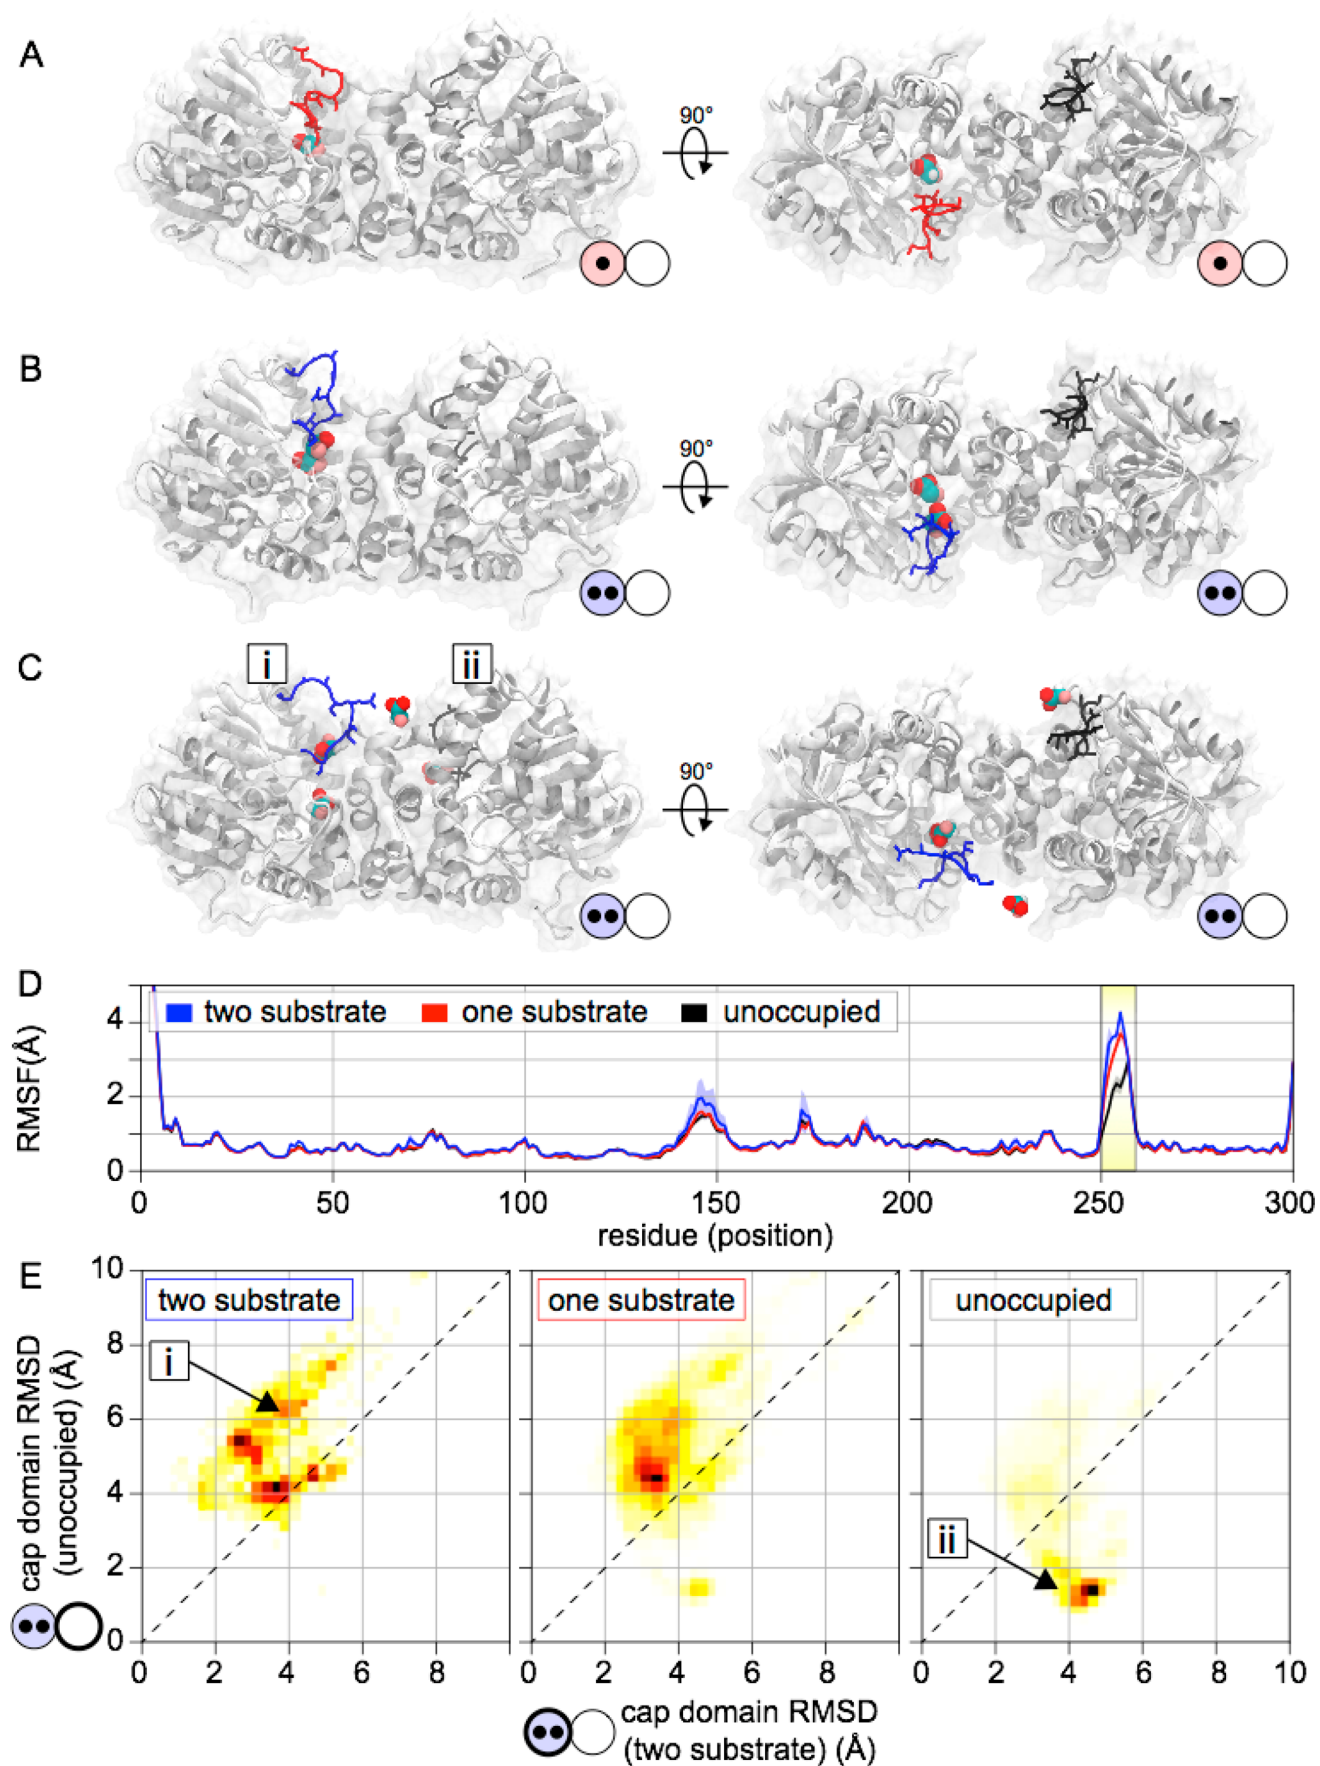 A
90°
B
90°
C
i
ii
90°
D
two substrate
one substrate
unoccupied
RMSF(Å)
4
2
0
0
50
100
150
200
250
300
residue (position)
E
10
8
6
4
2
0
two substrate
one substrate
unoccupied
i
ii
cap domain RMSD
(unoccupied) (Å)
0
2
4
6
8
0
2
4
6
8
0
2
4
6
8
10
cap domain RMSD
(two substrate) (Å)